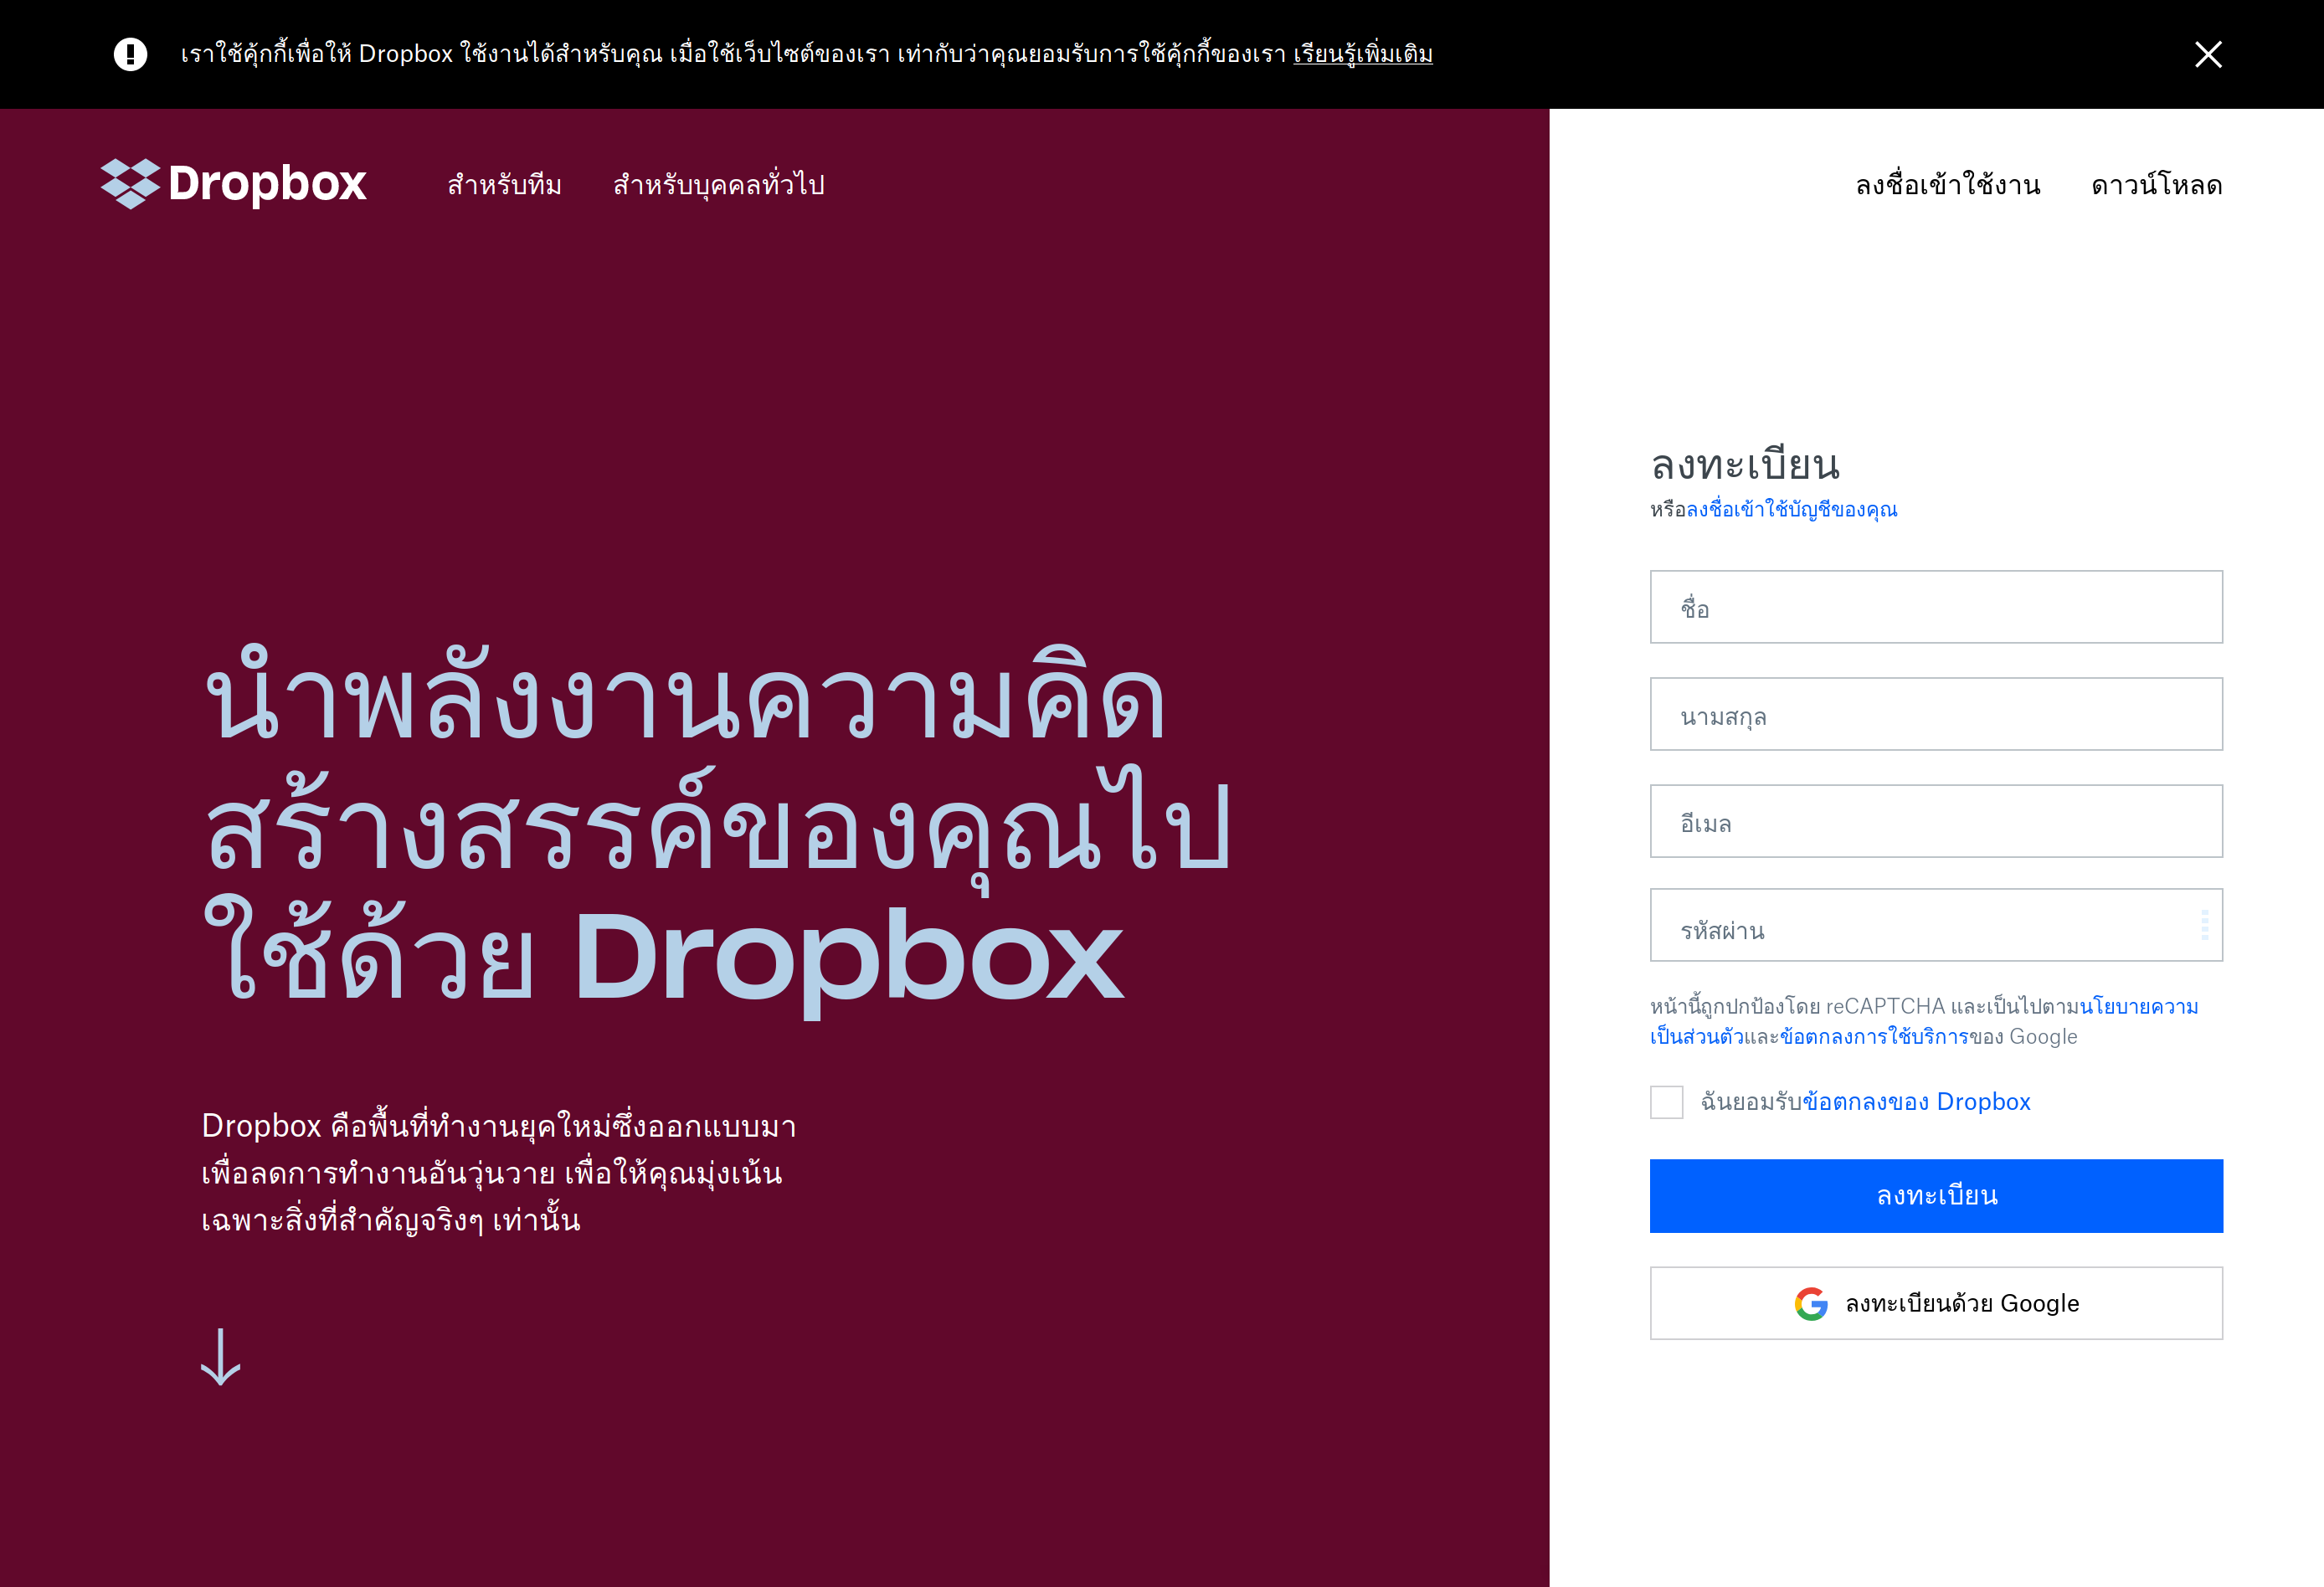 เราใช้คุ้กกี้เพื่อให้ Dropbox ใช้งานได้สำหรับคุณ เมื่อใช้เว็บไซต์ของเรา เท่ากับว่าคุณยอมรับการใช้คุ้กกี้ของเรา เรียนรู้เพิ่มเติม
Dropbox
สำหรับทีม
สำหรับบุคคลทั่วไป
ลงชื่อเข้าใช้งาน
ดาวน์โหลด
นำพลังงานความคิด
สร้างสรรค์ของคุณไป
ใช้ด้วย Dropbox
Dropbox คือพื้นที่ทำงานยุคใหม่ซึ่งออกแบบมา
เพื่อลดการทำงานอันวุ่นวาย เพื่อให้คุณมุ่งเน้น
เฉพาะสิ่งที่สำคัญจริงๆ เท่านั้น
ลงทะเบียน
หรือลงชื่อเข้าใช้บัญชีของคุณ
ชื่อ
นามสกุล
อีเมล
รหัสผ่าน
หน้านี้ถูกปกป้องโดย reCAPTCHA และเป็นไปตามนโยบายความ
เป็นส่วนตัวและข้อตกลงการใช้บริการของ Google
ฉันยอมรับข้อตกลงของ Dropbox
ลงทะเบียน
ลงทะเบียนด้วย Google